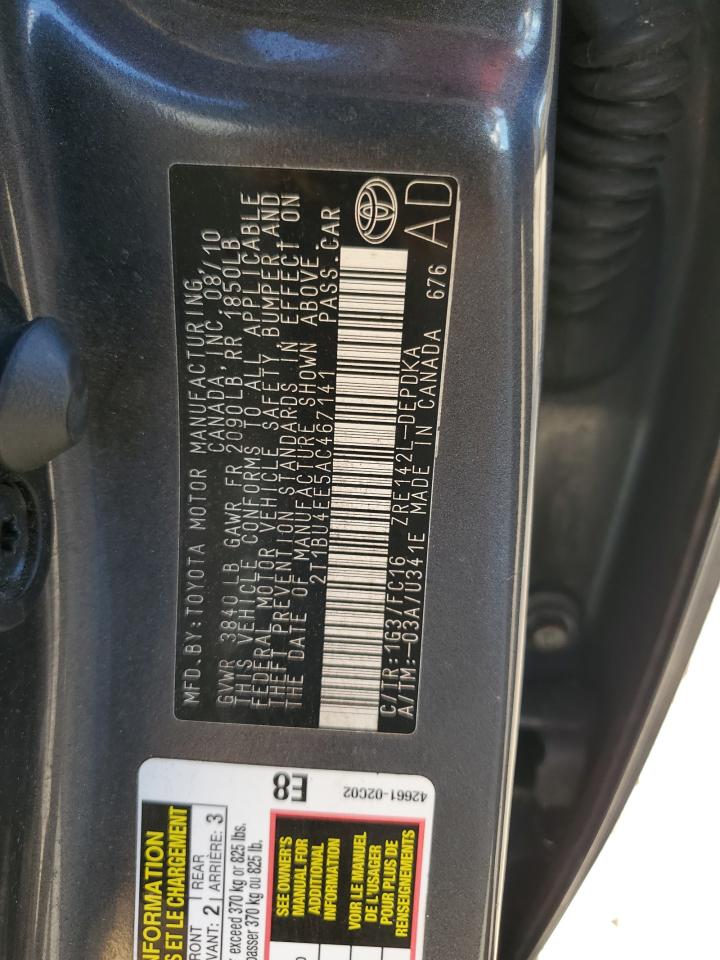 MFD.BY:TOYOTA MOTOR MANUFACTURING,
CANADA, INC. 08/10
GVWR 3840 LB GAWR FR 2090LB RR 1850LB
THIS VEHICLE CONFORMS TO ALL APPLICABLE
FEDERAL MOTOR VEHICLE SAFETY, BUMPER, AND
THEFT PREVENTION STANDARDS IN EFFECT ON
THE DATE OF MANUFACTURE SHOWN ABOVE.
2T1BU4EE5AC467141 PASS.CAR
C/TR:1G3/FC16 ZRE142L-DEPDKA
A/TM:-03A/U341E MADE IN CANADA 676
AD
E8
42661-02C02
INFORMATION
S ET LE CHARGEMENT
RONT 2 REAR 3
VANT: ARRIÈRE:
r exceed 370 kg or 825 lbs.
passer 370 kg ou 825 lb.
SEE OWNER'S
MANUAL FOR
ADDITIONAL
INFORMATION
VOIR LE MANUEL
DE L'USAGER
POUR PLUS DE
RENSEIGNEMENTS